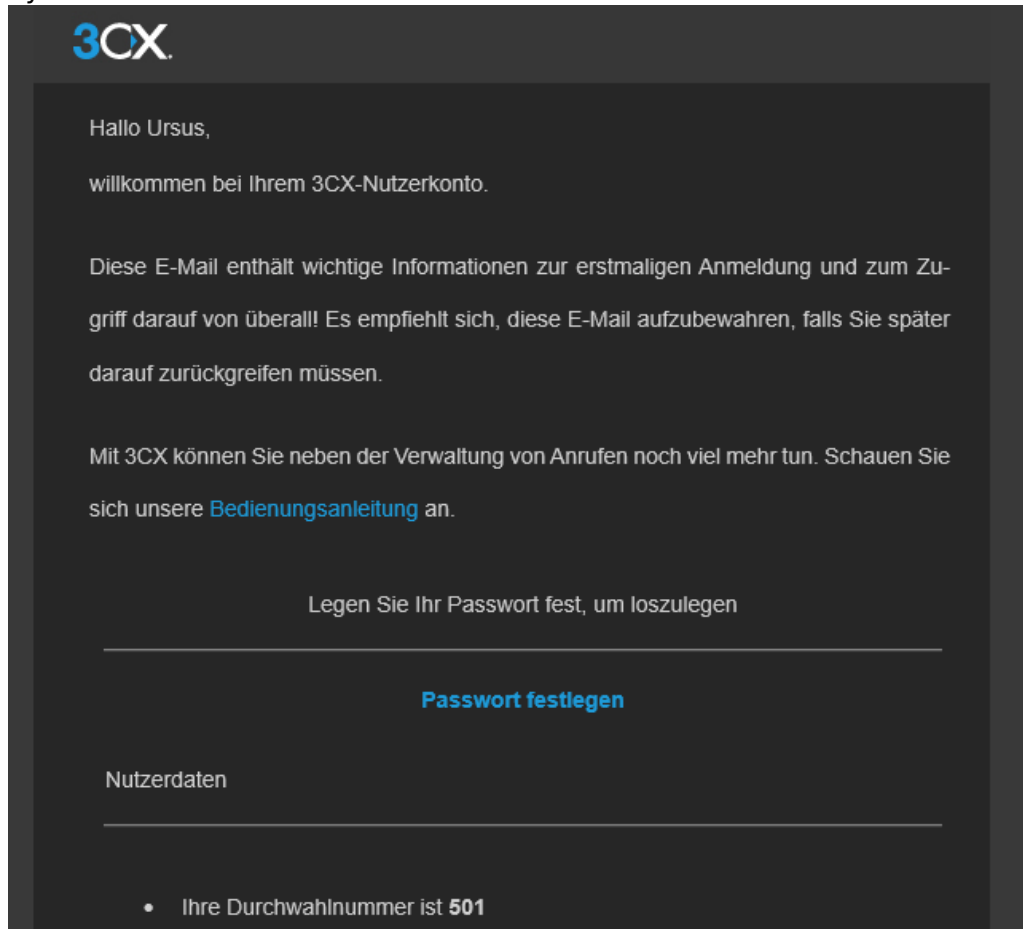 3CX.
Hallo Ursus,
willkommen bei Ihrem 3CX-Nutzerkonto.
Diese E-Mail enthält wichtige Informationen zur erstmaligen Anmeldung und zum Zu-
griff darauf von überall! Es empfiehlt sich, diese E-Mail aufzubewahren, falls Sie später
darauf zurückgreifen müssen.
Mit 3CX können Sie neben der Verwaltung von Anrufen noch viel mehr tun. Schauen Sie
sich unsere Bedienungsanleitung an.
Legen Sie Ihr Passwort fest, um loszulegen
Passwort festlegen
Nutzerdaten
• Ihre Durchwahlnummer ist 501